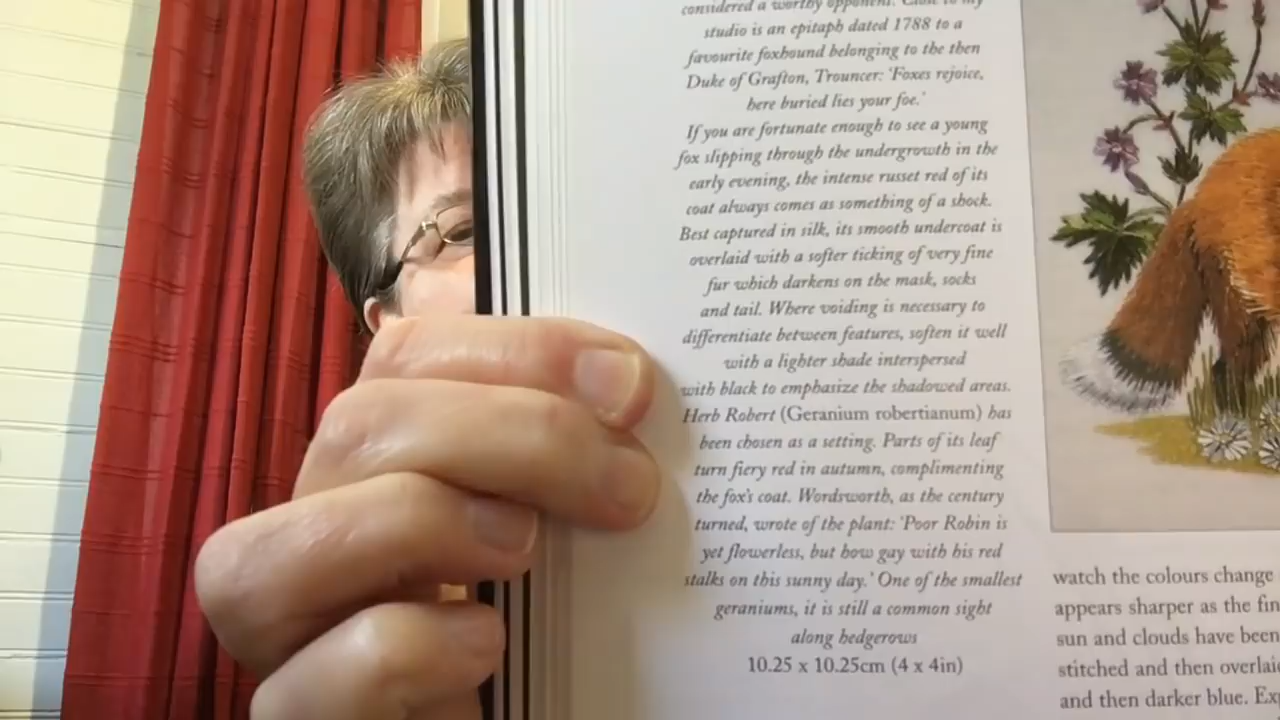 considered a worthy opponent. Close to my
studio is an epitaph dated 1788 to a
favourite foxhound belonging to the then
Duke of Grafton, Trouncer: 'Foxes rejoice,
here buried lies your foe.'
If you are fortunate enough to see a young
fox slipping through the undergrowth in the
early evening, the intense russet red of its
coat always comes as something of a shock.
Best captured in silk, its smooth undercoat is
overlaid with a softer ticking of very fine
fur which darkens on the mask, socks
and tail. Where voiding is necessary to
differentiate between features, soften it well
with a lighter shade interspersed
with black to emphasize the shadowed areas.
Herb Robert (Geranium robertianum) has
been chosen as a setting. Parts of its leaf
turn fiery red in autumn, complimenting
the fox's coat. Wordsworth, as the century
turned, wrote of the plant: 'Poor Robin is
yet flowerless, but how gay with his red
stalks on this sunny day.' One of the smallest
geraniums, it is still a common sight
along hedgerows
10.25 x 10.25cm (4 x 4in)
watch the colours change
appears sharper as the fin
sun and clouds have been
stitched and then overlai
and then darker blue. Ex